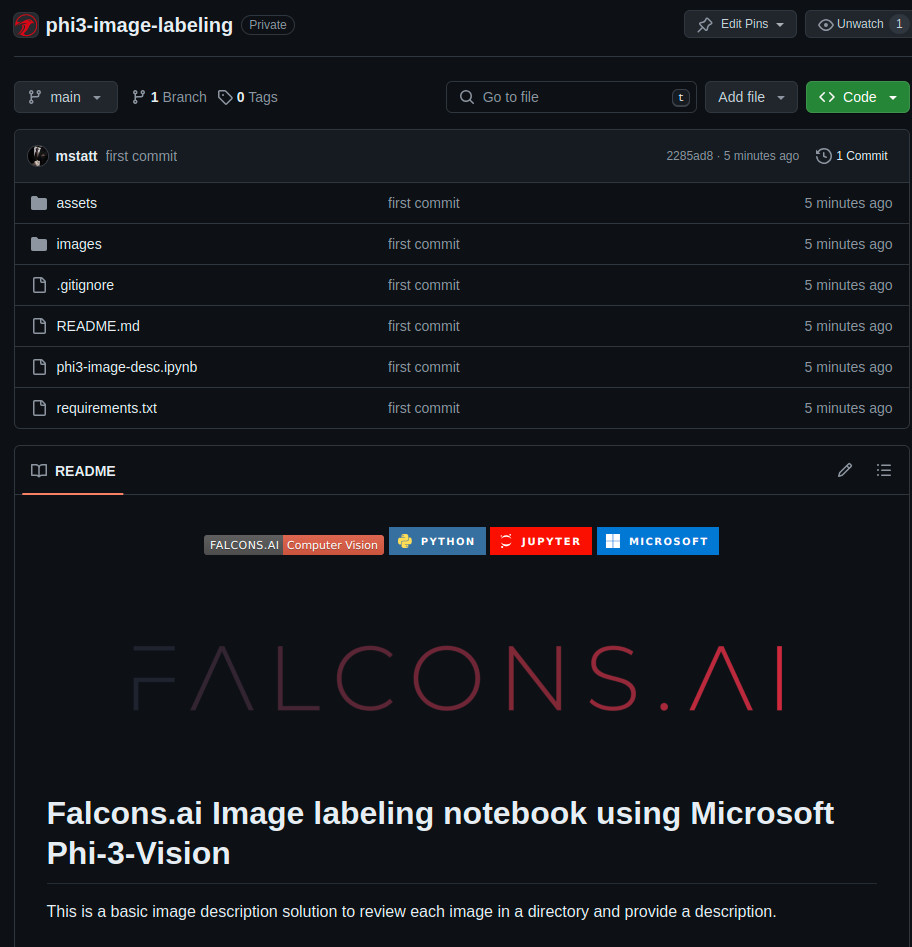 phi3-image-labeling Private Edit Pins Unwatch 1
main 1 Branch 0 Tags Go to file t Add file Code
mstatt first commit 2285ad8 · 5 minutes ago 1 Commit
assets first commit 5 minutes ago
images first commit 5 minutes ago
.gitignore first commit 5 minutes ago
README.md first commit 5 minutes ago
phi3-image-desc.ipynb first commit 5 minutes ago
requirements.txt first commit 5 minutes ago
README
FALCONS.AI Computer Vision PYTHON JUPYTER MICROSOFT
FALCONS.AI
Falcons.ai Image labeling notebook using Microsoft
Phi-3-Vision
This is a basic image description solution to review each image in a directory and provide a description.